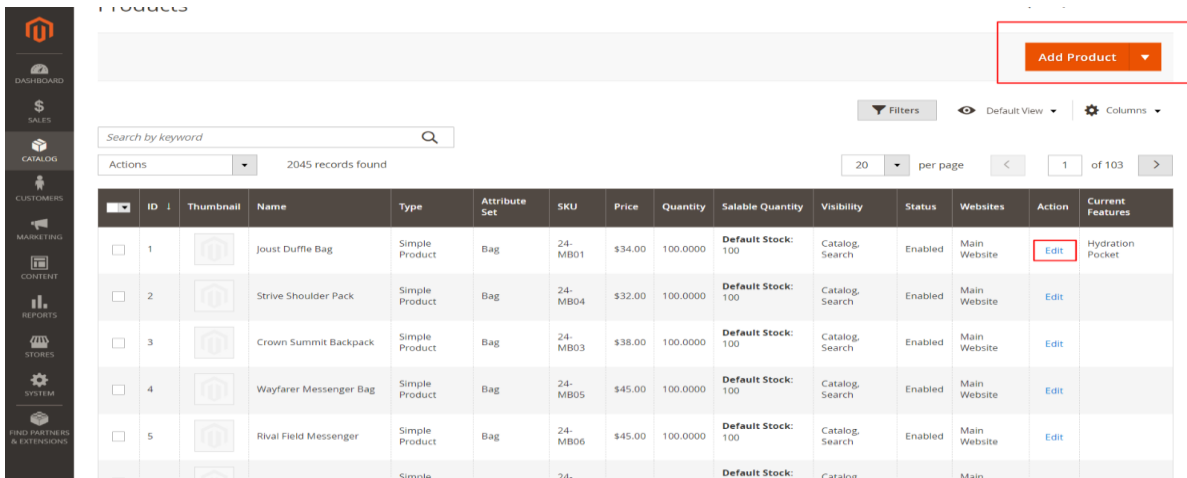 Products
Add Product
DASHBOARD
SALES
CATALOG
CUSTOMERS
MARKETING
CONTENT
REPORTS
STORES
SYSTEM
FIND PARTNERS
& EXTENSIONS
Filters
Default View
Columns
Search by keyword
Actions
2045 records found
20
per page
1
of 103
ID ↓ Thumbnail Name Type Attribute Set SKU Price Quantity Salable Quantity Visibility Status Websites Action Current Features
1 Joust Duffle Bag Simple Product Bag 24-MB01 $34.00 100.0000 Default Stock: 100 Catalog, Search Enabled Main Website Edit Hydration Pocket
2 Strive Shoulder Pack Simple Product Bag 24-MB04 $32.00 100.0000 Default Stock: 100 Catalog, Search Enabled Main Website Edit
3 Crown Summit Backpack Simple Product Bag 24-MB03 $38.00 100.0000 Default Stock: 100 Catalog, Search Enabled Main Website Edit
4 Wayfarer Messenger Bag Simple Product Bag 24-MB05 $45.00 100.0000 Default Stock: 100 Catalog, Search Enabled Main Website Edit
5 Rival Field Messenger Simple Product Bag 24-MB06 $45.00 100.0000 Default Stock: 100 Catalog, Search Enabled Main Website Edit
Simple 24- Default Stock: Catalog, Main